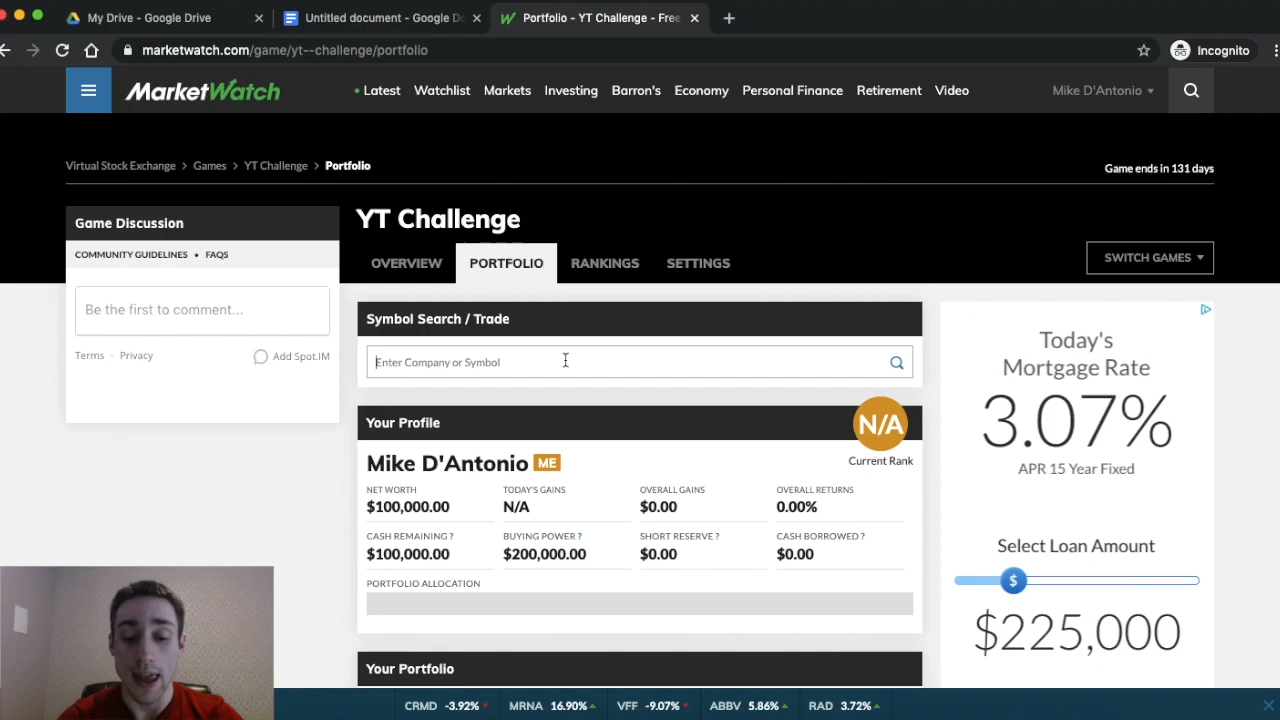 My Drive - Google Drive
Untitled document - Google D
Portfolio - YT Challenge - Free
marketwatch.com/game/yt--challenge/portfolio
Incognito
MarketWatch
Latest Watchlist Markets Investing Barron's Economy Personal Finance Retirement Video
Mike D'Antonio
Virtual Stock Exchange > Games > YT Challenge > Portfolio
Game ends in 131 days
Game Discussion
COMMUNITY GUIDELINES • FAQS
Be the first to comment...
Terms · Privacy
Add Spot.IM
YT Challenge
OVERVIEW PORTFOLIO RANKINGS SETTINGS
SWITCH GAMES
Symbol Search / Trade
Enter Company or Symbol
Your Profile
N/A
Current Rank
Mike D'Antonio ME
NET WORTH TODAY'S GAINS OVERALL GAINS OVERALL RETURNS
$100,000.00 N/A $0.00 0.00%
CASH REMAINING ? BUYING POWER ? SHORT RESERVE ? CASH BORROWED ?
$100,000.00 $200,000.00 $0.00 $0.00
PORTFOLIO ALLOCATION
Your Portfolio
Today's
Mortgage Rate
3.07%
APR 15 Year Fixed
Select Loan Amount
$
$225,000
CRMD -3.92% MRNA 16.90% VFF -9.07% ABBV 5.86% RAD 3.72%